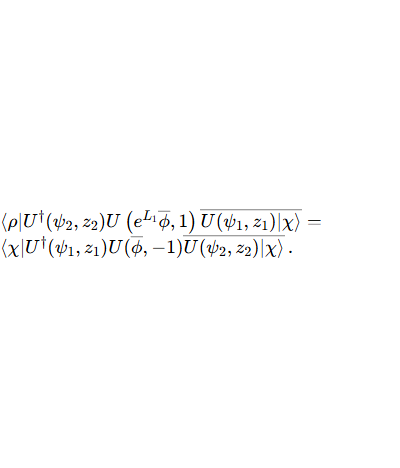 ⟨ρ|U†(ψ₂, z₂)U (e^{L₁}ϕ̅, 1) \overline{U(ψ₁, z₁)|χ⟩} =
⟨χ|U†(ψ₁, z₁)U(ϕ̅, −1)\overline{U(ψ₂, z₂)|χ⟩} .